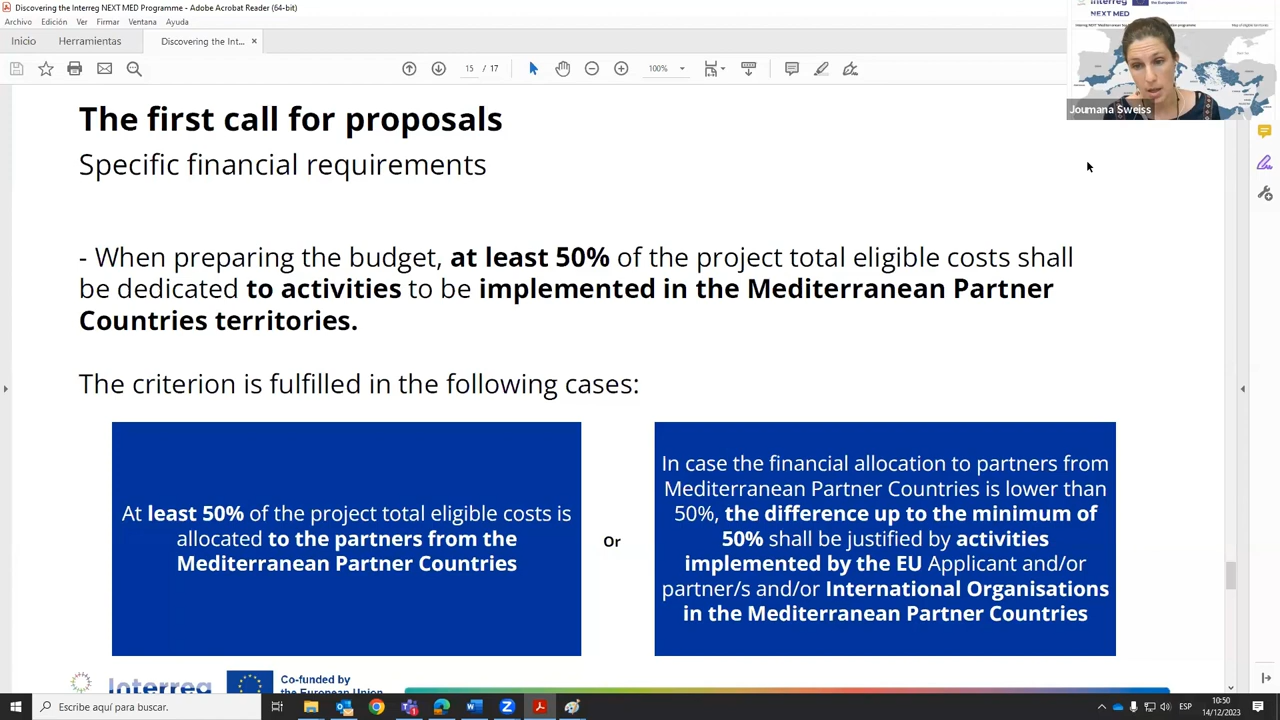 Discovering the Interreg NEXT MED Programme - Adobe Acrobat Reader (64-bit)
Archivo Edición Ver Firmar Ventana Ayuda
Inicio Herramientas Discovering the Int... ×
15 / 17 100%
Interreg
the European Union
NEXT MED
Joumana Sweiss
The first call for proposals
Specific financial requirements
- When preparing the budget, at least 50% of the project total eligible costs shall
be dedicated to activities to be implemented in the Mediterranean Partner
Countries territories.
The criterion is fulfilled in the following cases:
At least 50% of the project total eligible costs is
allocated to the partners from the
Mediterranean Partner Countries
Or
In case the financial allocation to partners from
Mediterranean Partner Countries is lower than
50%, the difference up to the minimum of
50% shall be justified by activities
implemented by the EU Applicant and/or
partner/s and/or International Organisations
in the Mediterranean Partner Countries
Interreg
Co-funded by
the European Union
Escribe aquí para buscar.
ESP
10:50
14/12/2023